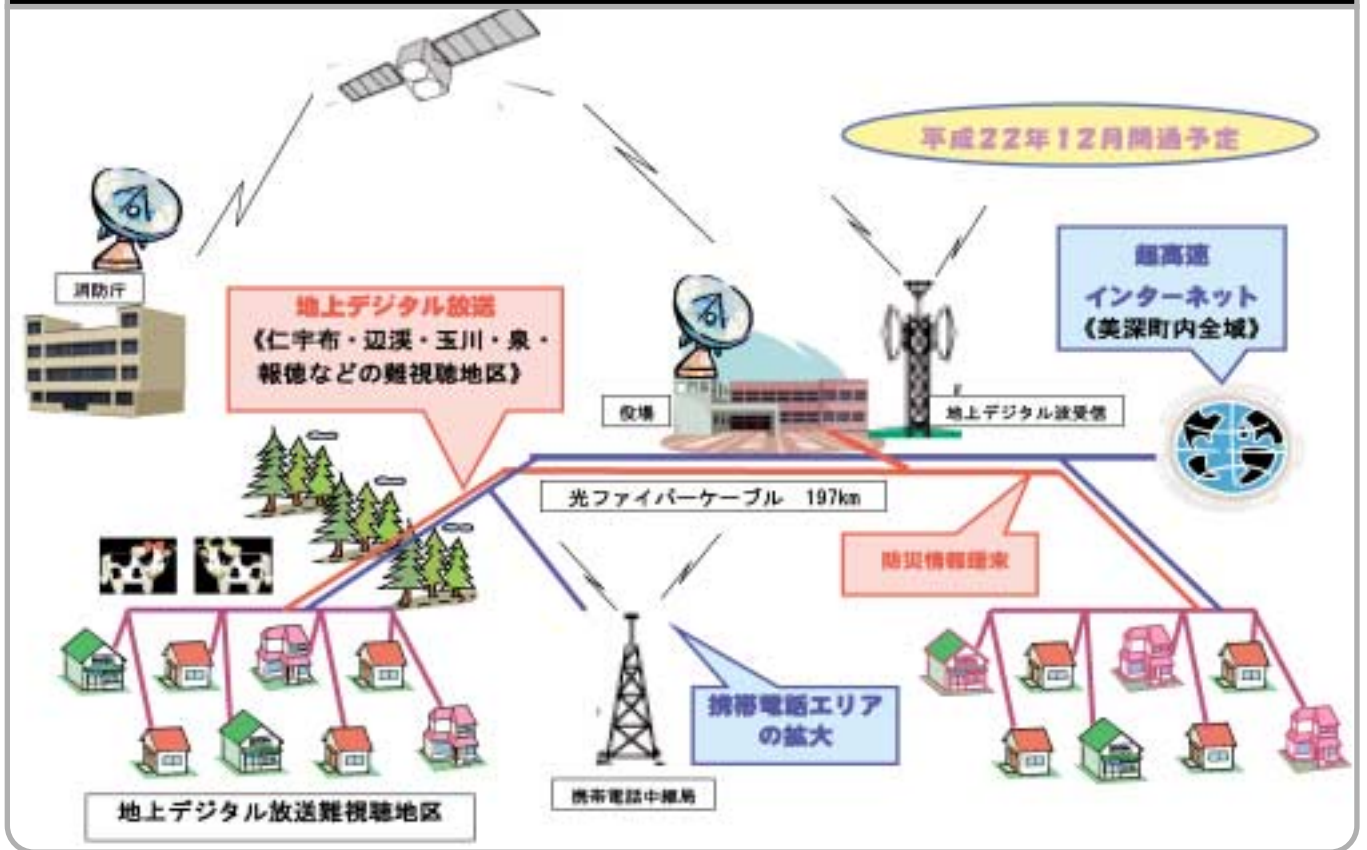 平成22年12月開通予定
消防庁
地上デジタル放送
《仁宇布・辺渓・玉川・泉・
報徳などの難視聴地区》
役場
地上デジタル波受信
超高速
インターネット
《美深町内全域》
光ファイバーケーブル 197km
防災情報端末
携帯電話エリア
の拡大
携帯電話中継局
地上デジタル放送難視聴地区